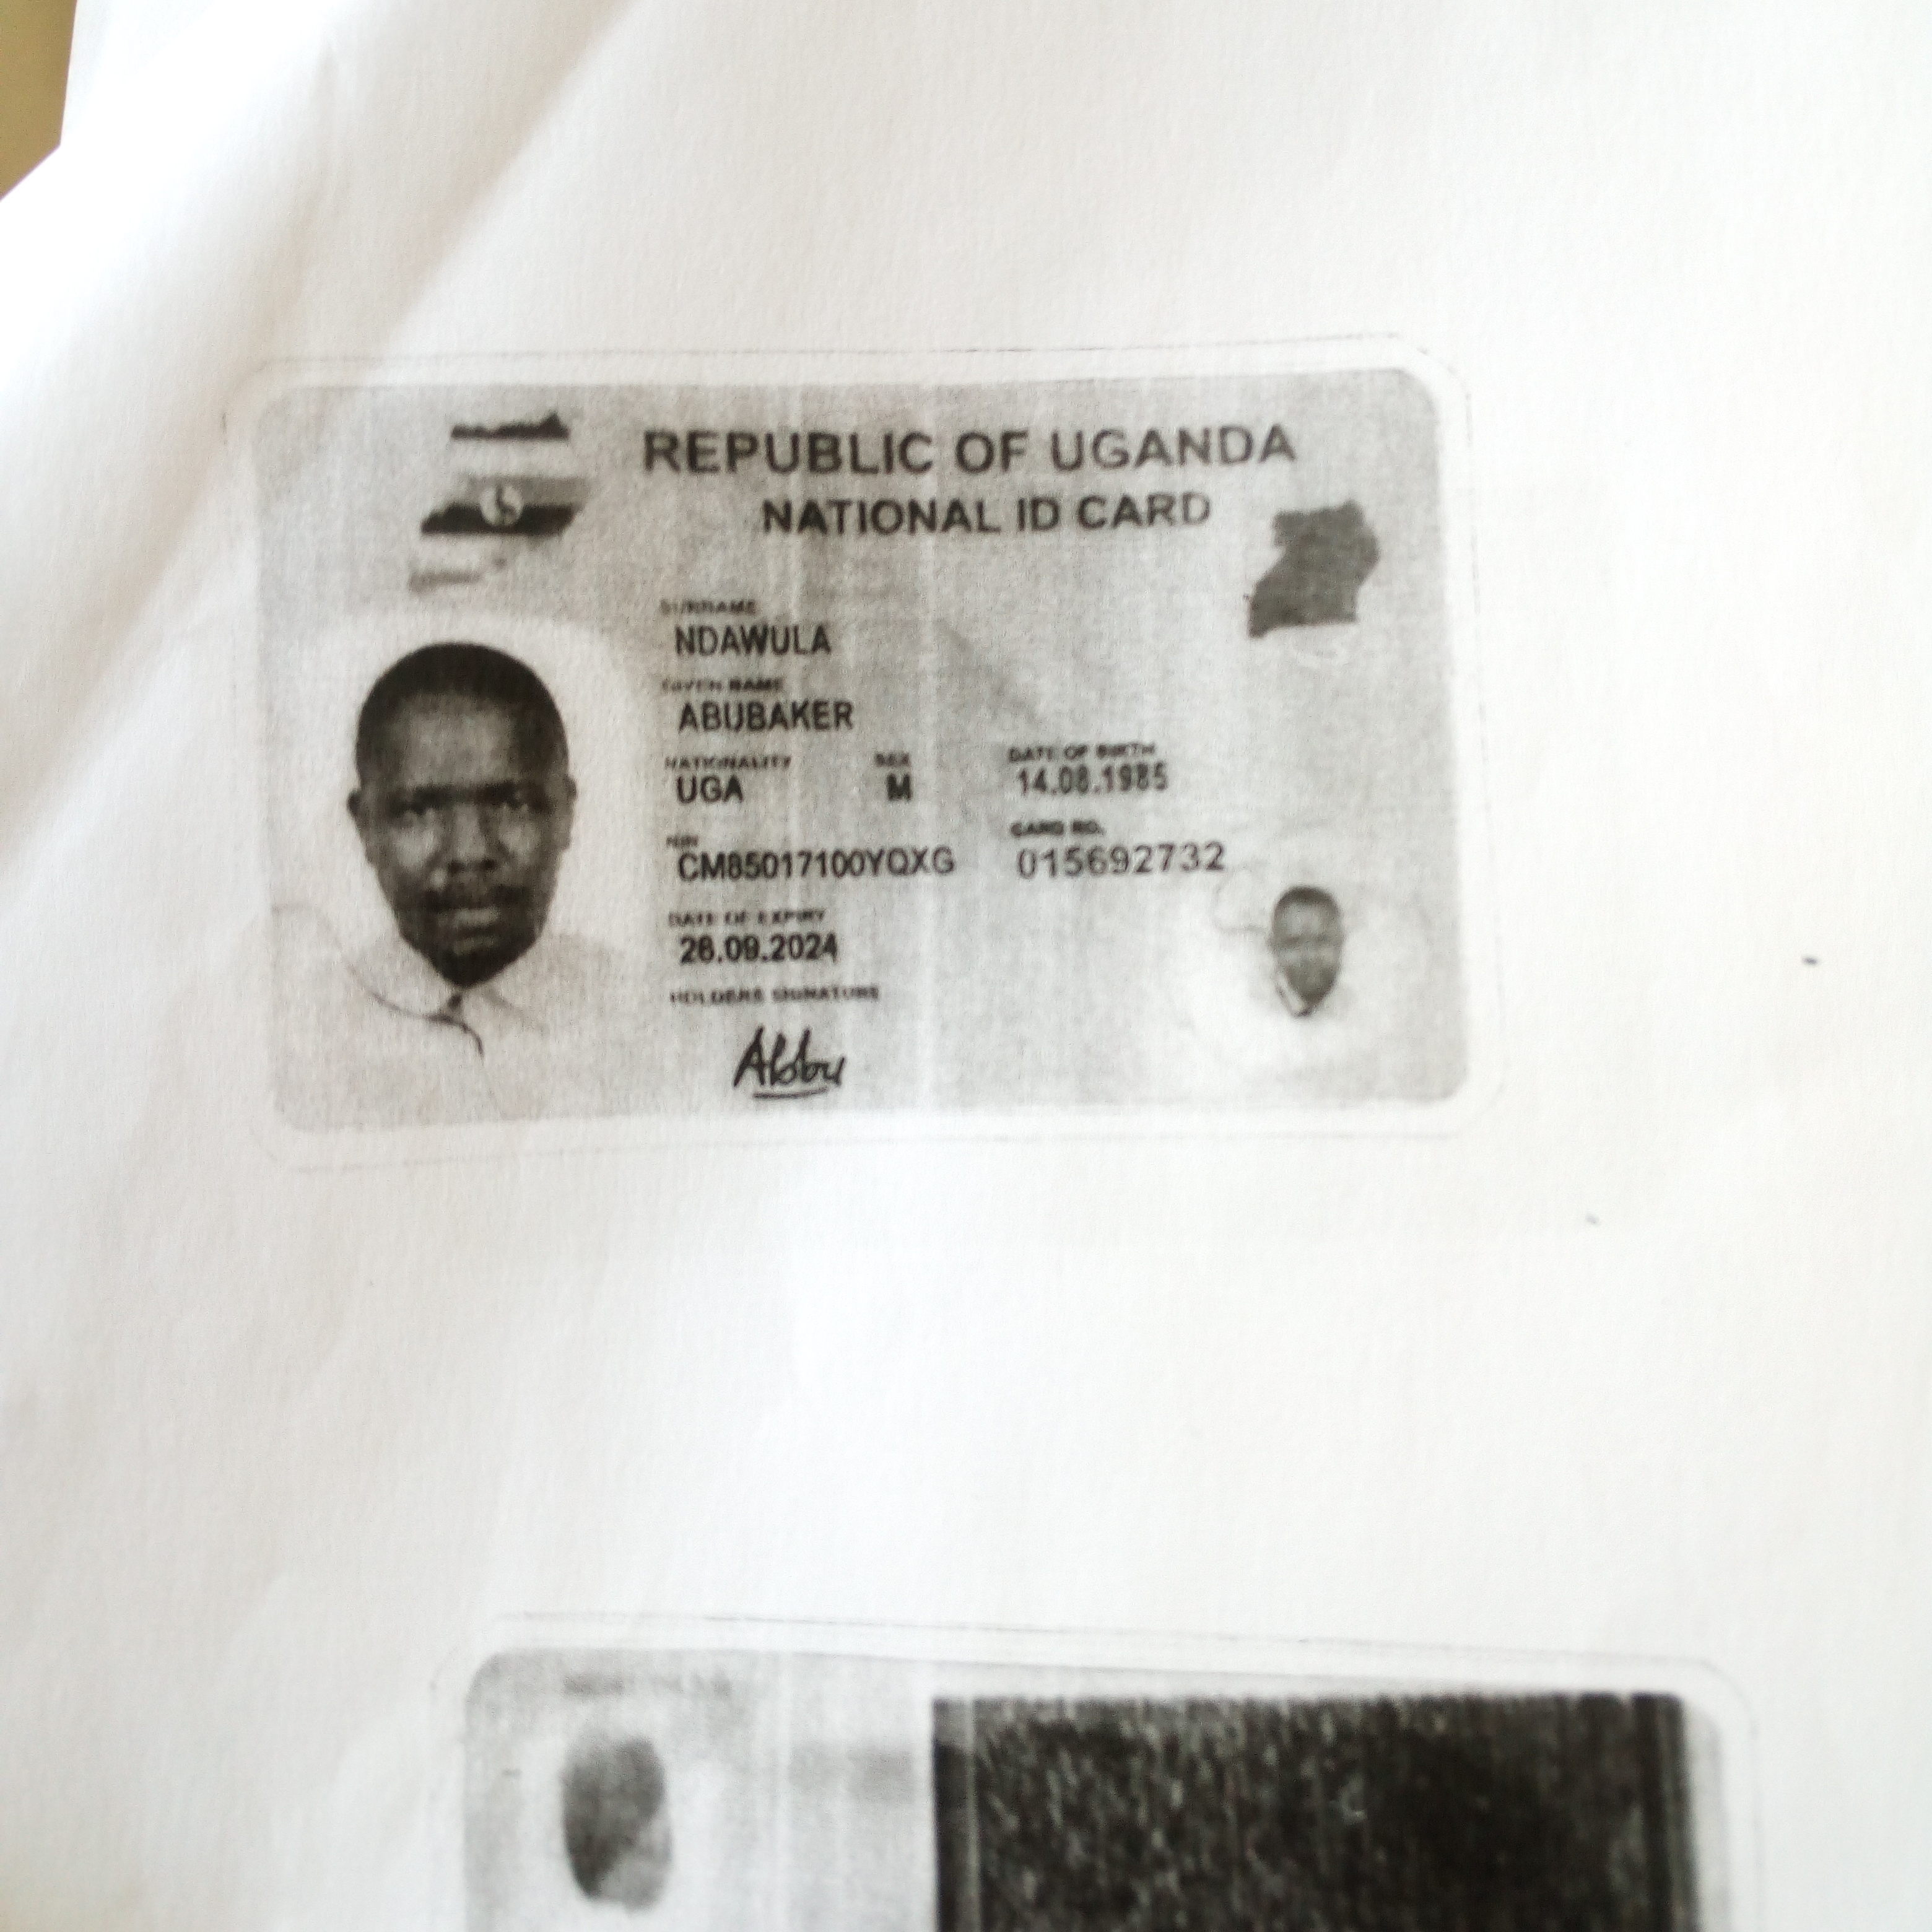 REPUBLIC OF UGANDA
NATIONAL ID CARD
SURNAME
NDAWULA
GIVEN NAME
ABUBAKER
NATIONALITY SEX DATE OF BIRTH
UGA M 14.08.1985
NIN CARD NO.
CM85017100YQXG 015692732
DATE OF EXPIRY
26.09.2024
HOLDERS SIGNATURE
Abbu